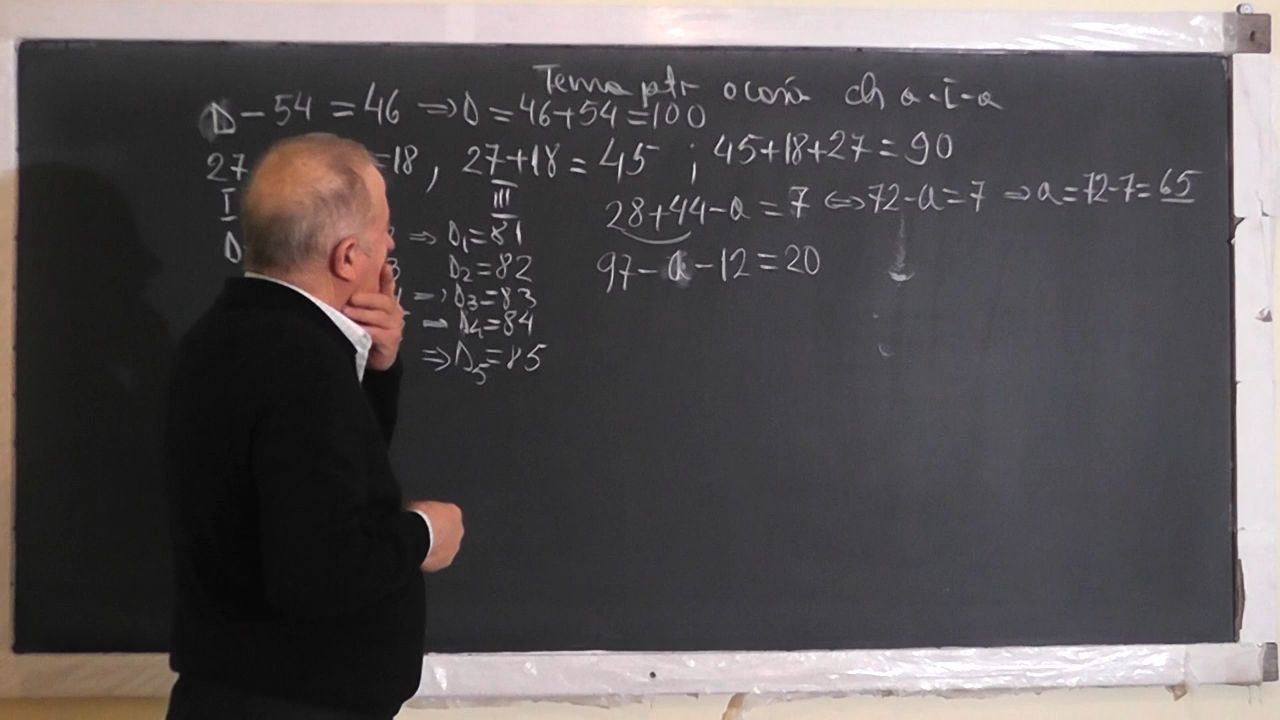 Tema ptr acasă
D - 54 = 46 ⇒ D = 46+54 = 100
27 =18, 27+18 = 45 ; 45+18+27 = 90
I III
28+44-a = 7 ⇔ 72-a = 7 ⇒ a = 72-7 = 65
D ⇒ D₁=81
97-a-12 = 20
3 D₂=82
⇒ D₃=83
D₄=84
⇒ D₅=85